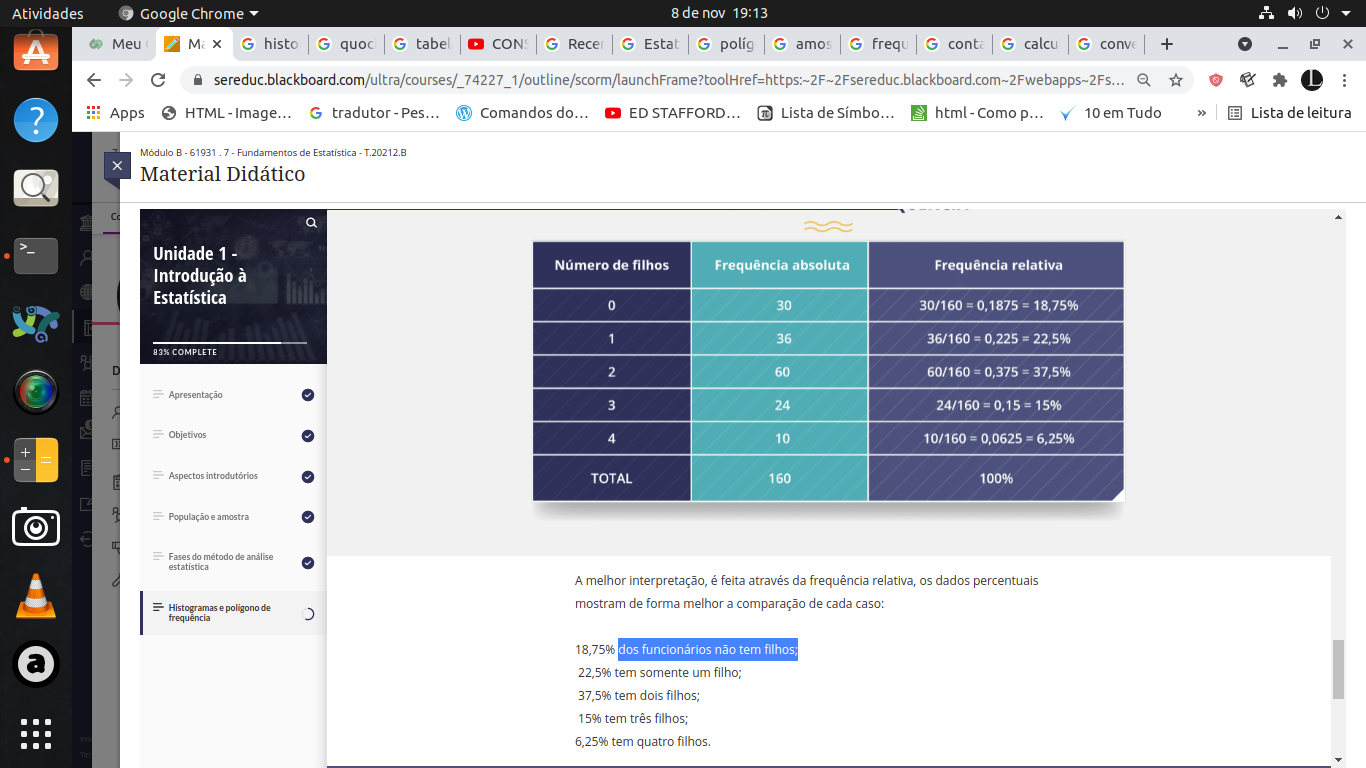 Atividades
Google Chrome
8 de nov 19:13
Meu
Ma
histo
quoc
tabel
CONS
Recer
Estat
políg
amos
frequ
conta
calcu
conve
sereduc.blackboard.com/ultra/courses/_74227_1/outline/scorm/launchFrame?toolHref=https:~2F~2Fsereduc.blackboard.com~2Fwebapps~2Fs...
Apps
HTML - Image...
tradutor - Pes...
Comandos do...
ED STAFFORD...
Lista de Símbo...
html - Como p...
10 em Tudo
»
Lista de leitura
Módulo B - 61931 . 7 - Fundamentos de Estatística - T.20212.B
Material Didático
Unidade 1 -
Introdução à
Estatística
83% COMPLETE
Apresentação
Objetivos
Aspectos introdutórios
População e amostra
Fases do método de análise
estatística
Histogramas e polígono de
frequência
Número de filhos Frequência absoluta Frequência relativa
0 30 30/160 = 0,1875 = 18,75%
1 36 36/160 = 0,225 = 22,5%
2 60 60/160 = 0,375 = 37,5%
3 24 24/160 = 0,15 = 15%
4 10 10/160 = 0,0625 = 6,25%
TOTAL 160 100%
A melhor interpretação, é feita através da frequência relativa, os dados percentuais
mostram de forma melhor a comparação de cada caso:
18,75% dos funcionários não tem filhos;
22,5% tem somente um filho;
37,5% tem dois filhos;
15% tem três filhos;
6,25% tem quatro filhos.